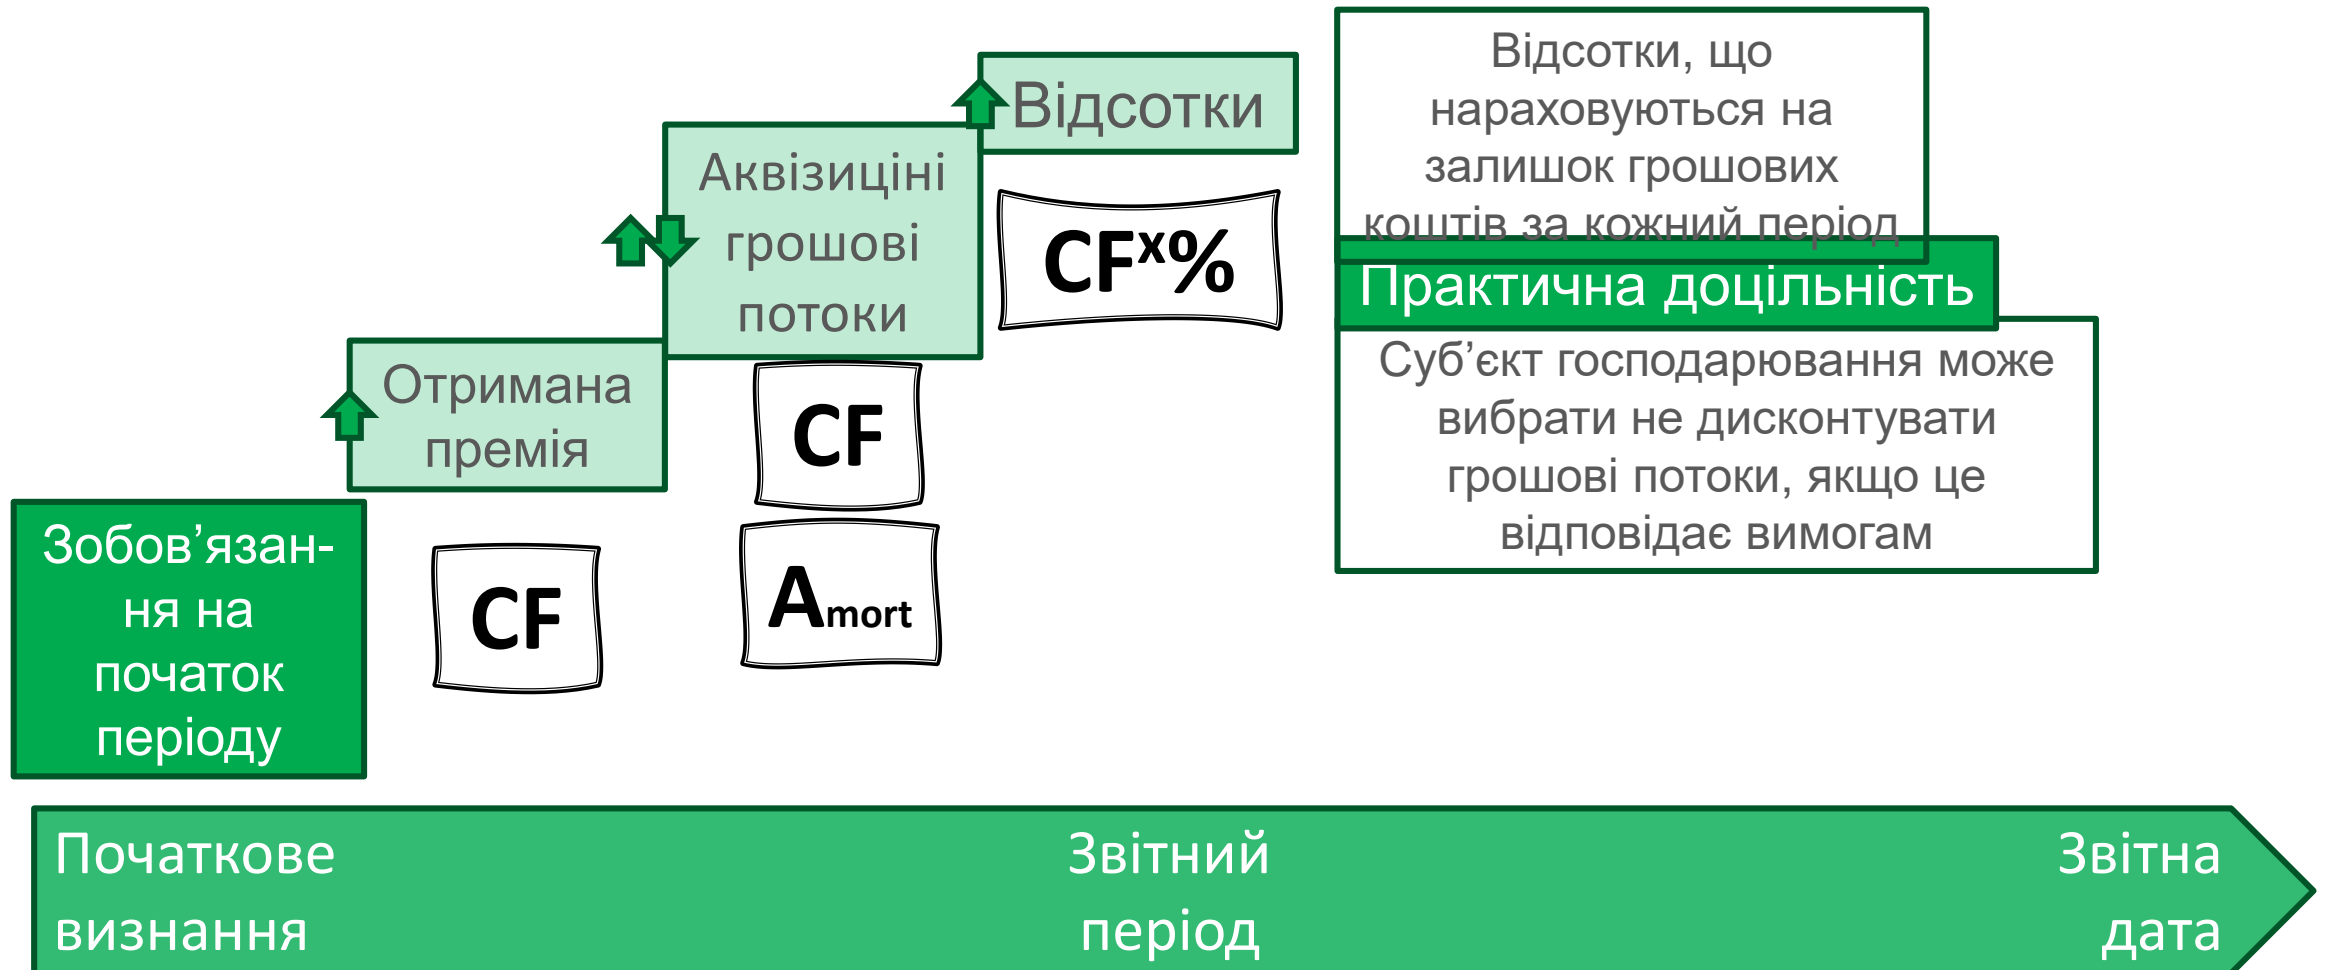 Відсотки
Аквізиціні
грошові
потоки
Отримана
премія
Зобов’язан-
ня на
початок
періоду
CF
CF
Amort
CFx%
Відсотки, що
нараховуються на
залишок грошових
коштів за кожний період
Практична доцільність
Суб’єкт господарювання може
вибрати не дисконтувати
грошові потоки, якщо це
відповідає вимогам
Початкове
визнання
Звітний
період
Звітна
дата